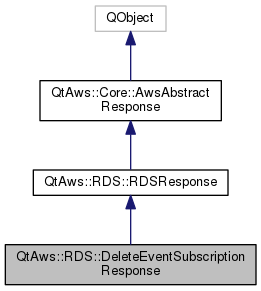 QObject
QtAws::Core::AwsAbstract
Response
QtAws::RDS::RDSResponse
QtAws::RDS::DeleteEventSubscription
Response